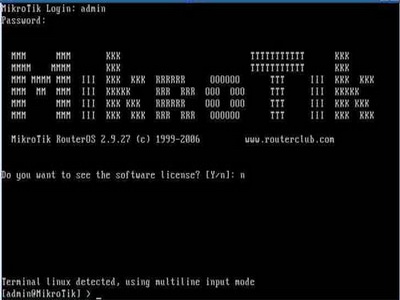 MikroTik Login: admin
Password:
MMM MMM KKK TTTTTTTTTTT KKK
MMMM MMMM KKK TTTTTTTTTTT KKK
MMM MMMM MMM III KKK KKK RRRRRR OOOOOO TTT III KKK KKK
MMM MM MMM III KKKKK RRR RRR OOO OOO TTT III KKKKK
MMM MMM III KKK KKK RRRRRR OOO OOO TTT III KKK KKK
MMM MMM III KKK KKK RRR RRR OOOOOO TTT III KKK KKK
MikroTik RouterOS 2.9.27 (c) 1999-2006 www.routerclub.com
Do you want to see the software license? [Y/n]: n
Terminal linux detected, using multiline input mode
[admin@MikroTik] > _